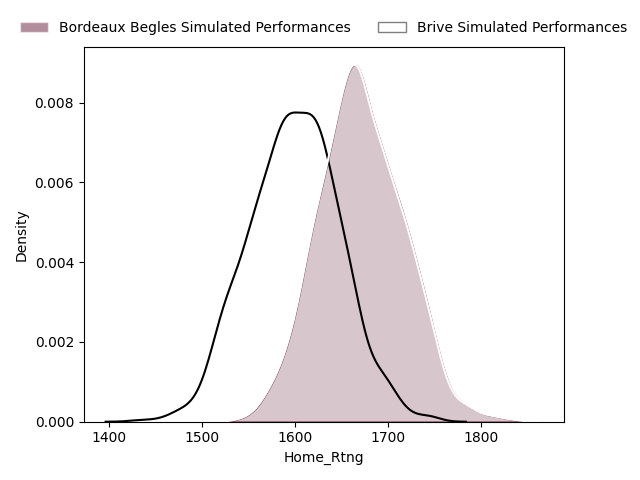 Bordeaux Begles Simulated Performances
Brive Simulated Performances
0.008
0.006
0.004
0.002
0.000
Density
1400 1500 1600 1700 1800
Home_Rtng